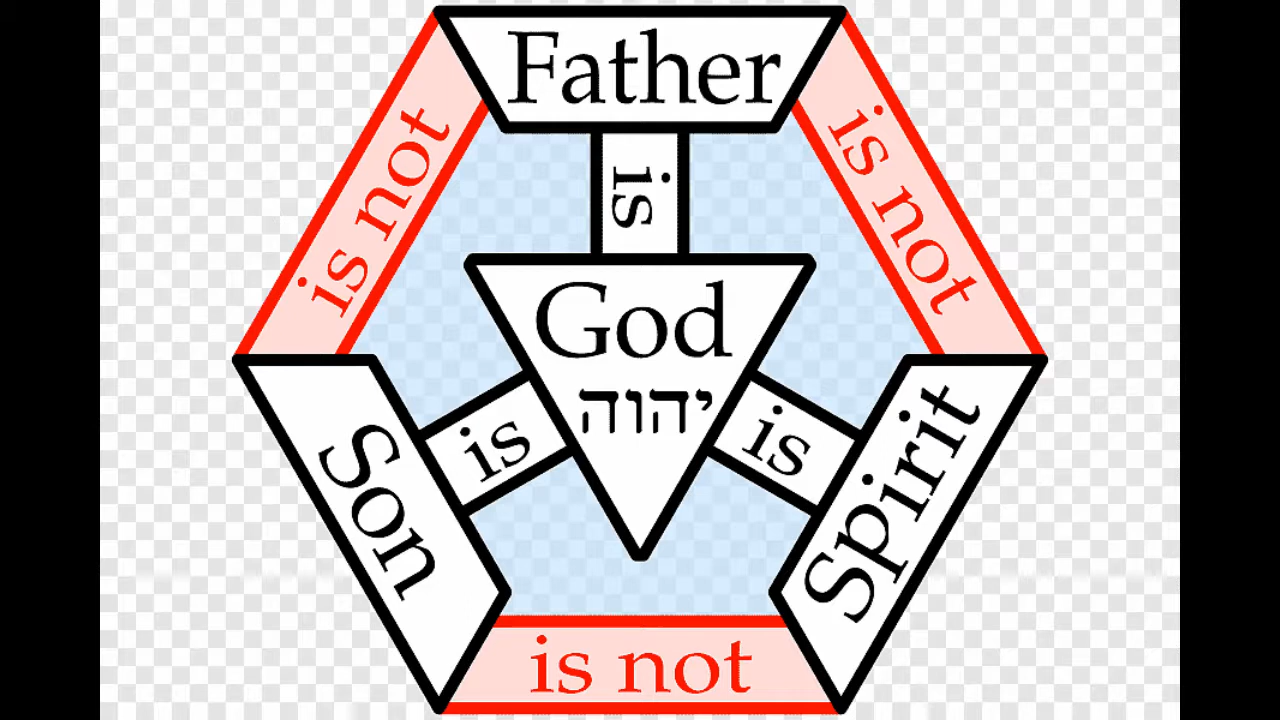 Father
is not
is
is not
God
יהוה
is
is
Son
Spirit
is not